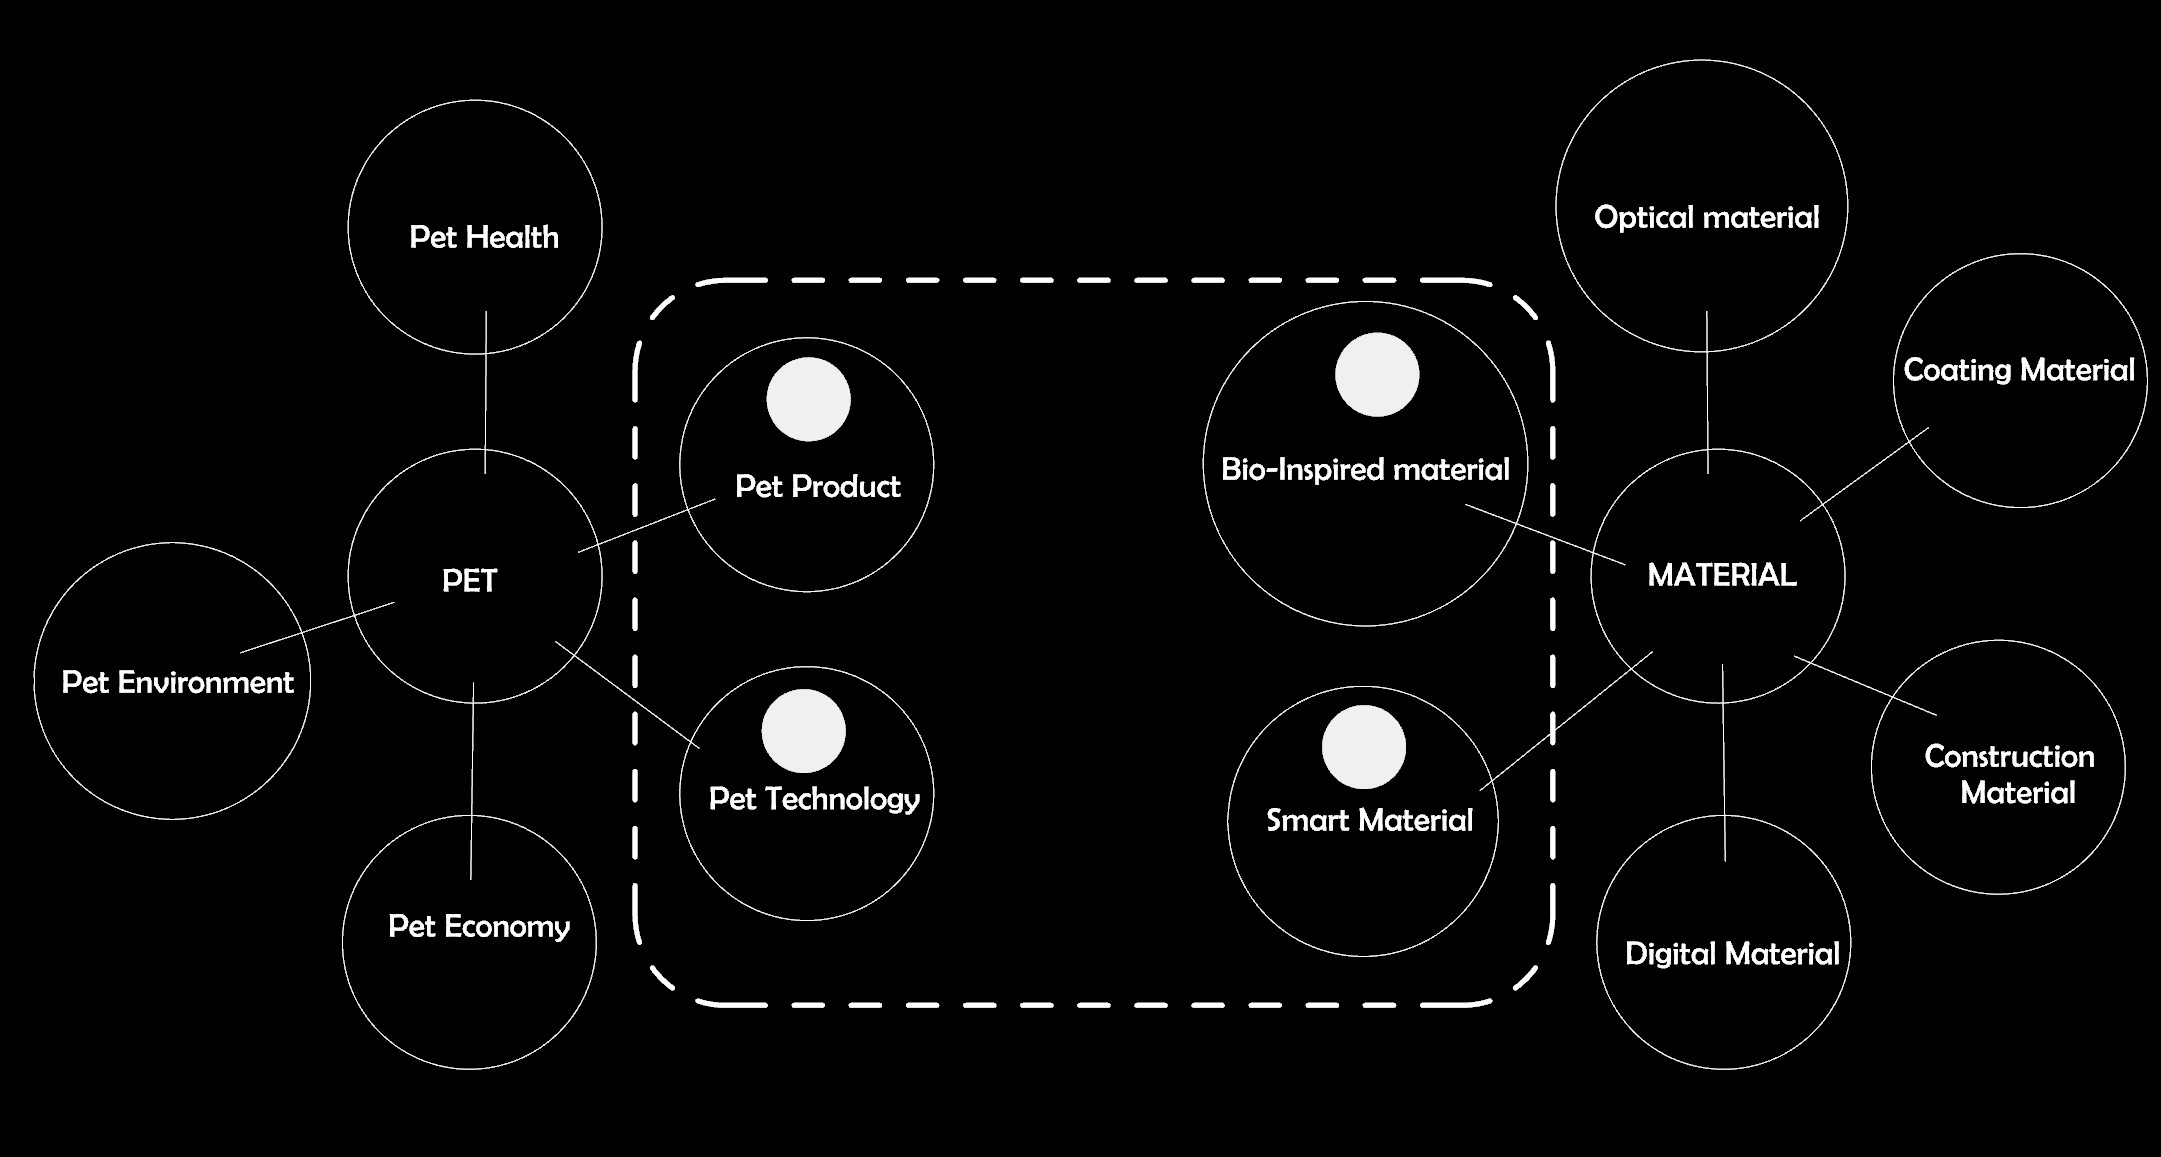 Pet Health
PET
Pet Environment
Pet Economy
Pet Product
Pet Technology
Bio-Inspired material
Smart Material
Optical material
Coating Material
MATERIAL
Construction
Material
Digital Material